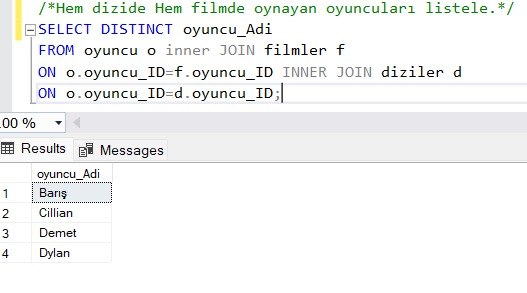 /*Hem dizide Hem filmde oynayan oyuncuları listele.*/
SELECT DISTINCT oyuncu_Adi
FROM oyuncu o inner JOIN filmler f
ON o.oyuncu_ID=f.oyuncu_ID INNER JOIN diziler d
ON o.oyuncu_ID=d.oyuncu_ID;
.00 %
Results Messages
oyuncu_Adi
1 Barış
2 Cillian
3 Demet
4 Dylan